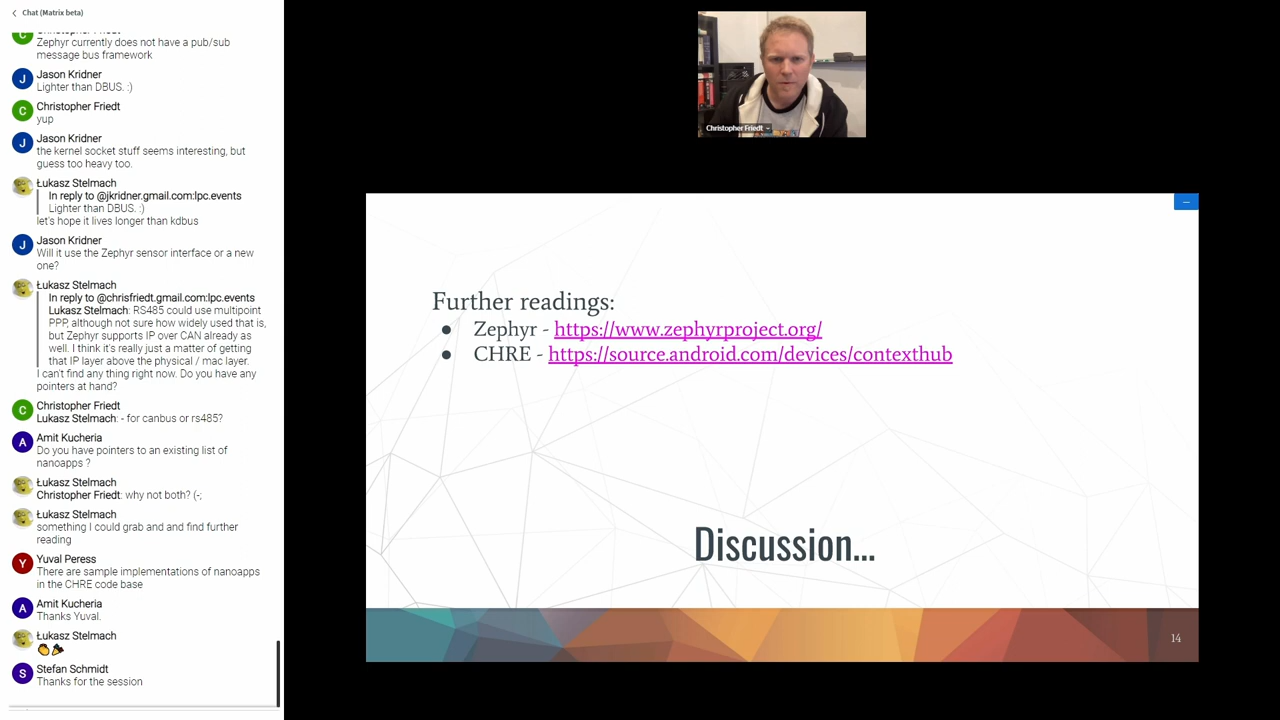 Chat (Matrix beta)
Christopher Friedt
Zephyr currently does not have a pub/sub
message bus framework
Jason Kridner
Lighter than DBUS. :)
Christopher Friedt
yup
Jason Kridner
the kernel socket stuff seems interesting, but
guess too heavy too.
Łukasz Stelmach
In reply to @jkridner.gmail.com:lpc.events
Lighter than DBUS. :)
let's hope it lives longer than kdbus
Jason Kridner
Will it use the Zephyr sensor interface or a new
one?
Łukasz Stelmach
In reply to @chrisfriedt.gmail.com:lpc.events
Łukasz Stelmach: RS485 could use multipoint
PPP, although not sure how widely used that is,
but Zephyr supports IP over CAN already as
well. I think it's really just a matter of getting
that IP layer above the physical / mac layer.
I can't find any thing right now. Do you have any
pointers at hand?
Christopher Friedt
Łukasz Stelmach: - for canbus or rs485?
Amit Kucheria
Do you have pointers to an existing list of
nanoapps ?
Łukasz Stelmach
Christopher Friedt: why not both? (-;
Łukasz Stelmach
something I could grab and and find further
reading
Yuval Peress
There are sample implementations of nanoapps
in the CHRE code base
Amit Kucheria
Thanks Yuval.
Łukasz Stelmach
👏🎉
Stefan Schmidt
Thanks for the session
Christopher Friedt
Further readings:
● Zephyr - https://www.zephyrproject.org/
● CHRE - https://source.android.com/devices/contexthub
Discussion...
14